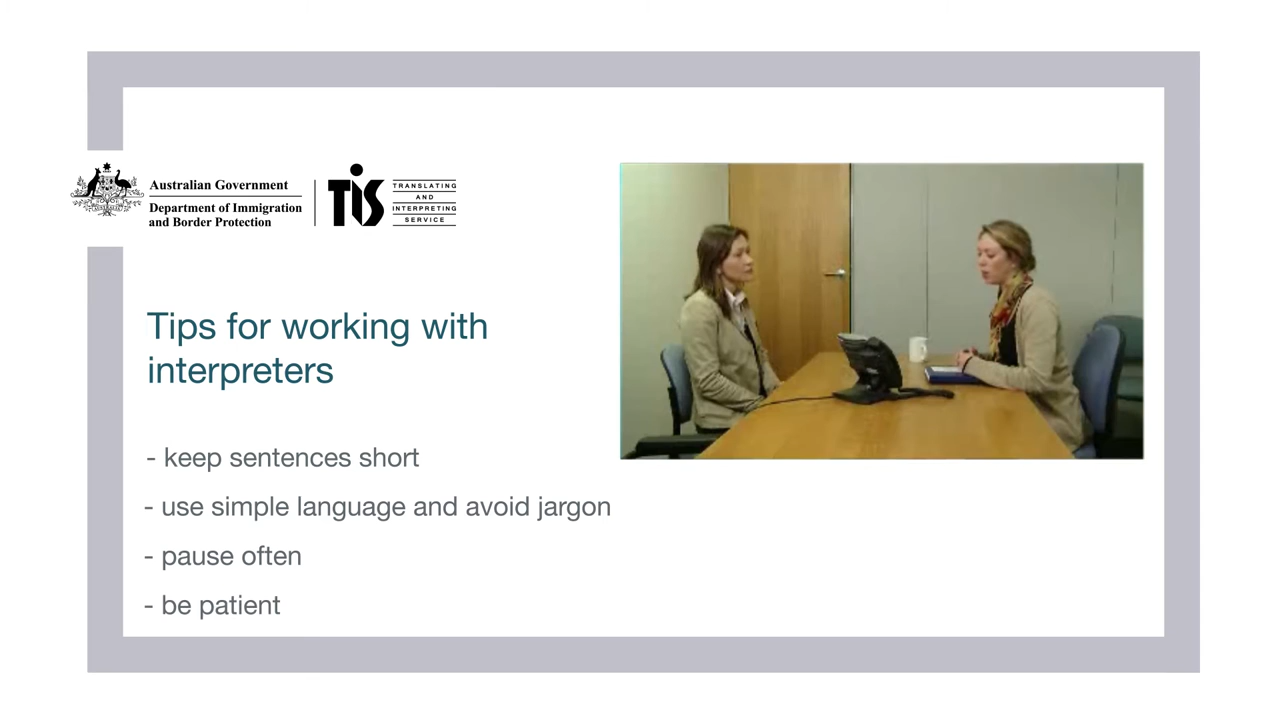 Australian Government
Department of Immigration
and Border Protection
TiS
TRANSLATING
AND
INTERPRETING
SERVICE
Tips for working with
interpreters
- keep sentences short
- use simple language and avoid jargon
- pause often
- be patient